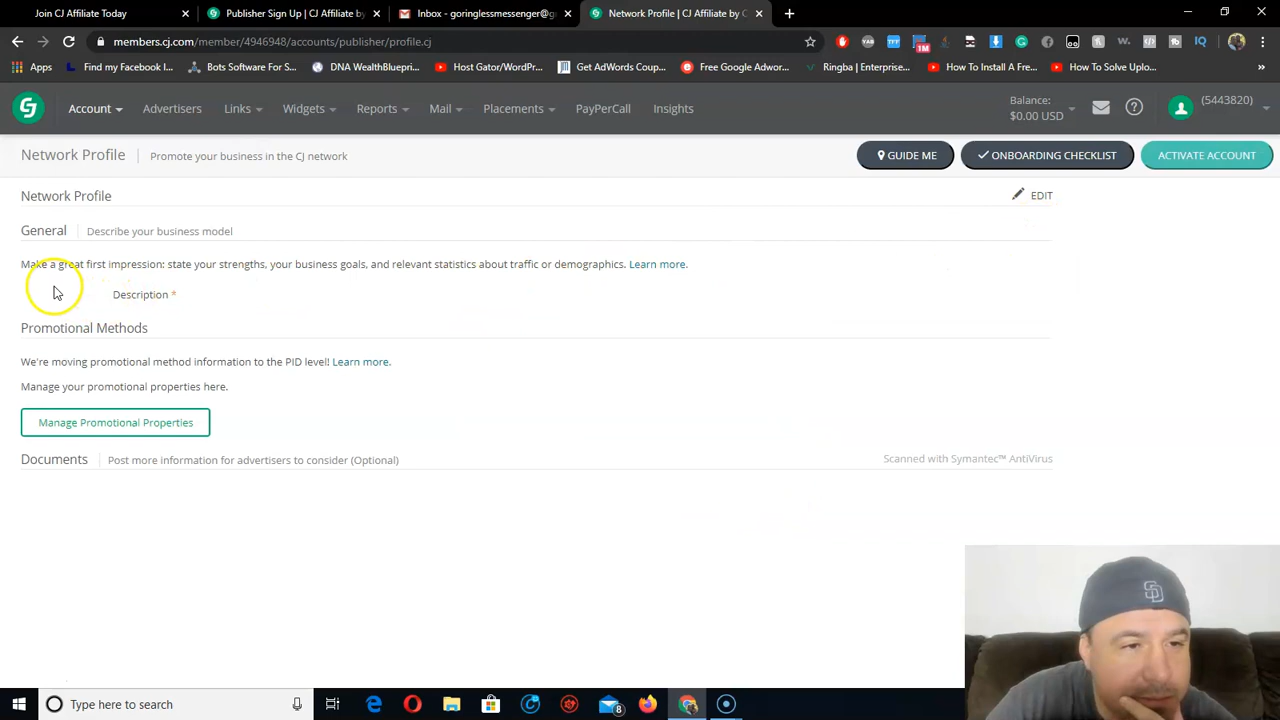 Join CJ Affiliate Today
Publisher Sign Up | CJ Affiliate by
Inbox - goringlessmessenger@g
Network Profile | CJ Affiliate by C
members.cj.com/member/4946948/accounts/publisher/profile.cj
YAB
TFT
1M
w.
IQ
Apps
Find my Facebook I...
Bots Software For S...
DNA WealthBluepri...
Host Gator/WordPr...
Get AdWords Coup...
Free Google Adwor...
Ringba | Enterprise...
How To Install A Fre...
How To Solve Uplo...
Account
Advertisers
Links
Widgets
Reports
Mail
Placements
PayPerCall
Insights
Balance:
$0.00 USD
(5443820)
Network Profile
Promote your business in the CJ network
GUIDE ME
ONBOARDING CHECKLIST
ACTIVATE ACCOUNT
Network Profile
EDIT
General
Describe your business model
Make a great first impression: state your strengths, your business goals, and relevant statistics about traffic or demographics. Learn more.
Description *
Promotional Methods
We're moving promotional method information to the PID level! Learn more.
Manage your promotional properties here.
Manage Promotional Properties
Documents
Post more information for advertisers to consider (Optional)
Scanned with Symantec™ AntiVirus
SD
Type here to search
8